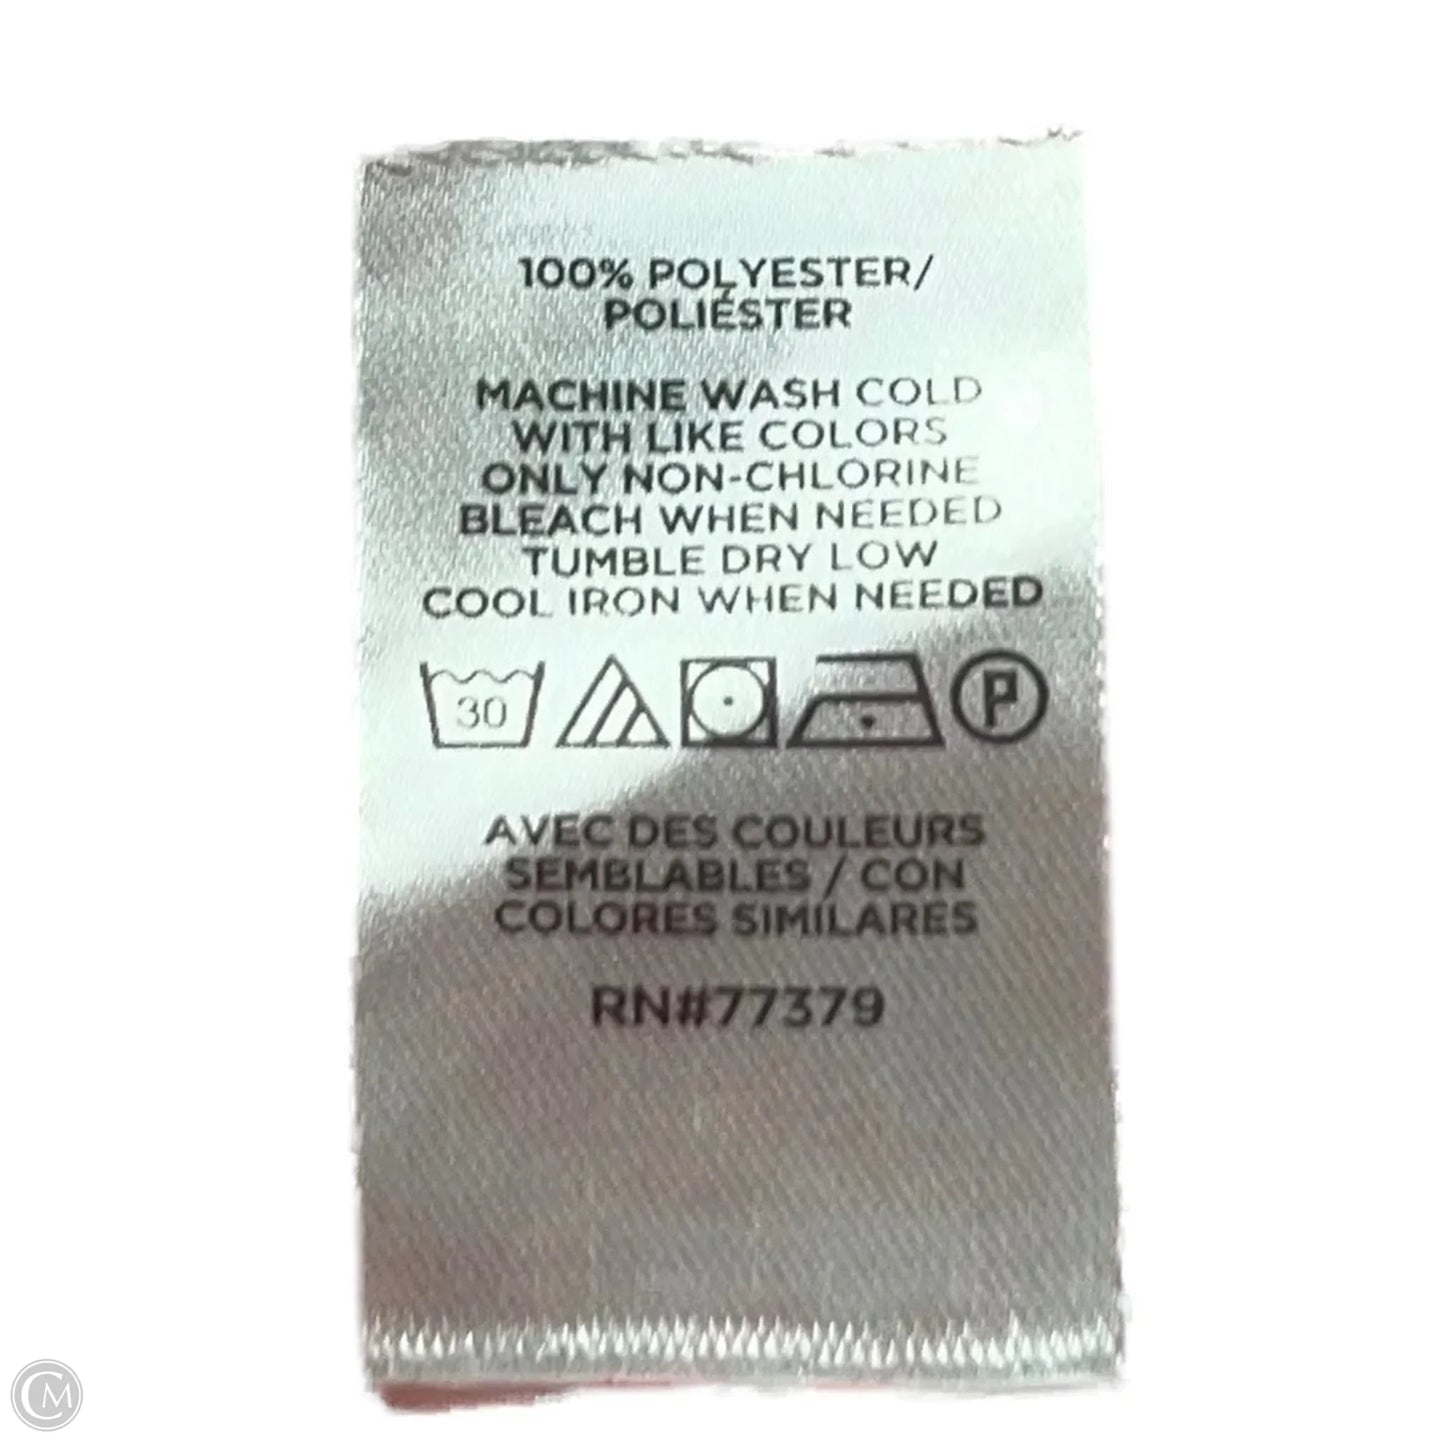 100% POLYESTER/
POLIÉSTER
MACHINE WASH COLD
WITH LIKE COLORS
ONLY NON-CHLORINE
BLEACH WHEN NEEDED
TUMBLE DRY LOW
COOL IRON WHEN NEEDED
30 P
AVEC DES COULEURS
SEMBLABLES / CON
COLORES SIMILARES
RN#77379
CM